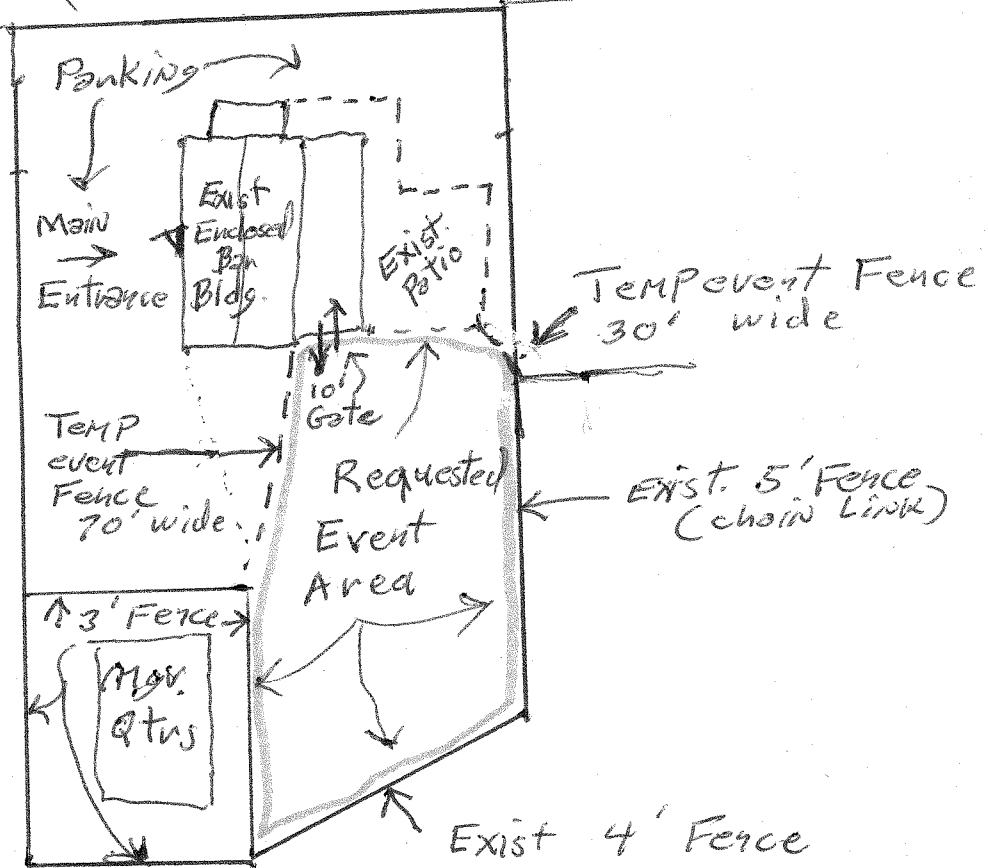 Parking
Main
Entrance
Exist
Enclosed
Bar
Bldg.
Exist.
Patio
Temp event Fence
30' wide
10'
Gate
Temp
event
Fence
70' wide
Requested
Event
Area
Exist. 5' Fence
(chain Link)
3' Fence
Mgr.
Qtrs
Exist 4' Fence